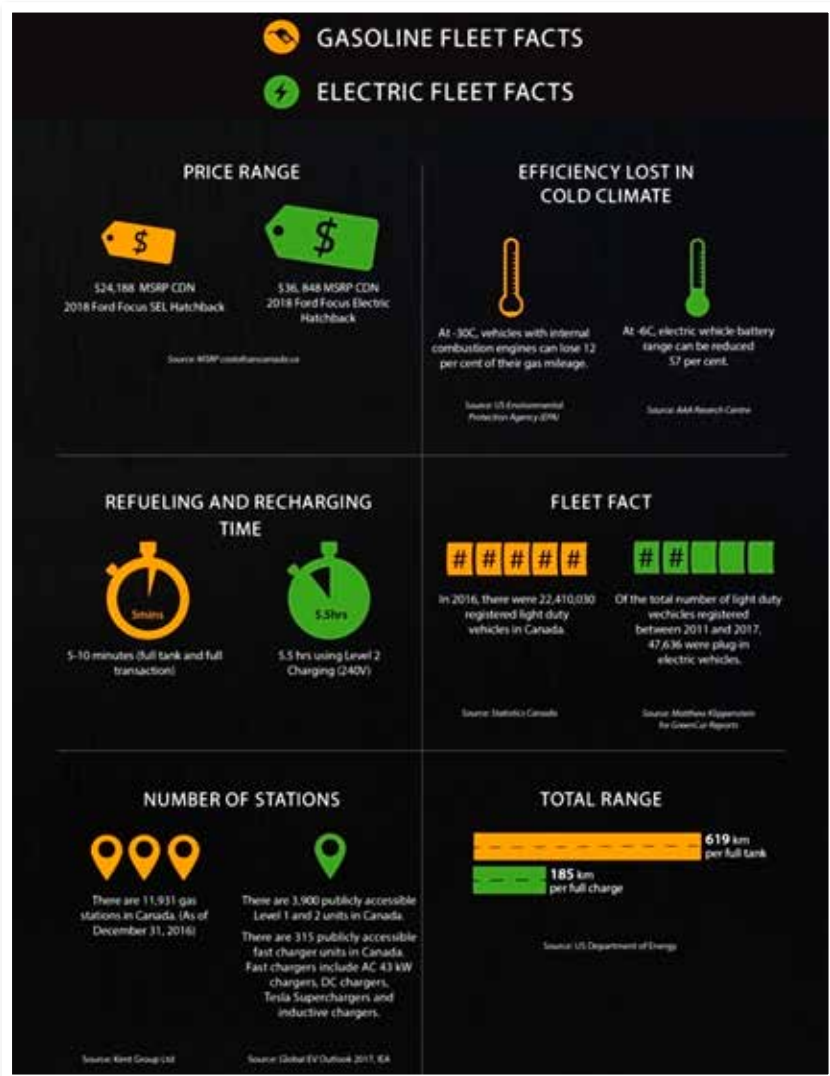 GASOLINE FLEET FACTS
ELECTRIC FLEET FACTS
PRICE RANGE
$
$
$24,188 MSRP CDN
2018 Ford Focus SEL Hatchback
$36, 848 MSRP CDN
2018 Ford Focus Electric
Hatchback
Source: MSRP costofsancanada.ca
EFFICIENCY LOST IN
COLD CLIMATE
At -30C, vehicles with internal
combustion engines can lose 12
per cent of their gas mileage.
Source: US Environmental
Protection Agency (EPA)
At -6C, electric vehicle battery
range can be reduced
57 per cent.
Source: AAA Reserch Centre
REFUELING AND RECHARGING
TIME
5mins
5-10 minutes (full tank and full
transaction)
5.5hrs
5.5 hrs using Level 2
Charging (240V)
FLEET FACT
# # # # #
In 2016, there were 22,410,030
registered light duty
vehicles in Canada.
Source: Statistics Canada
# #
Of the total number of light duty
vechicles registered
between 2011 and 2017,
47,636 were plug-in
electric vehicles.
Source: Matthew Klippenstein
for GreenCar Reports
NUMBER OF STATIONS
There are 11,931 gas
stations in Canada. (As of
December 31, 2016)
Source: Kent Group Ltd
There are 3,900 publicly accessible
Level 1 and 2 units in Canada.
There are 315 publicly accessible
fast charger units in Canada.
Fast chargers include AC 43 kW
chargers, DC chargers,
Tesla Superchargers and
inductive chargers.
Source: Global EV Outlook 2017, IEA
TOTAL RANGE
619 km
per full tank
185 km
per full charge
Source: US Department of Energy